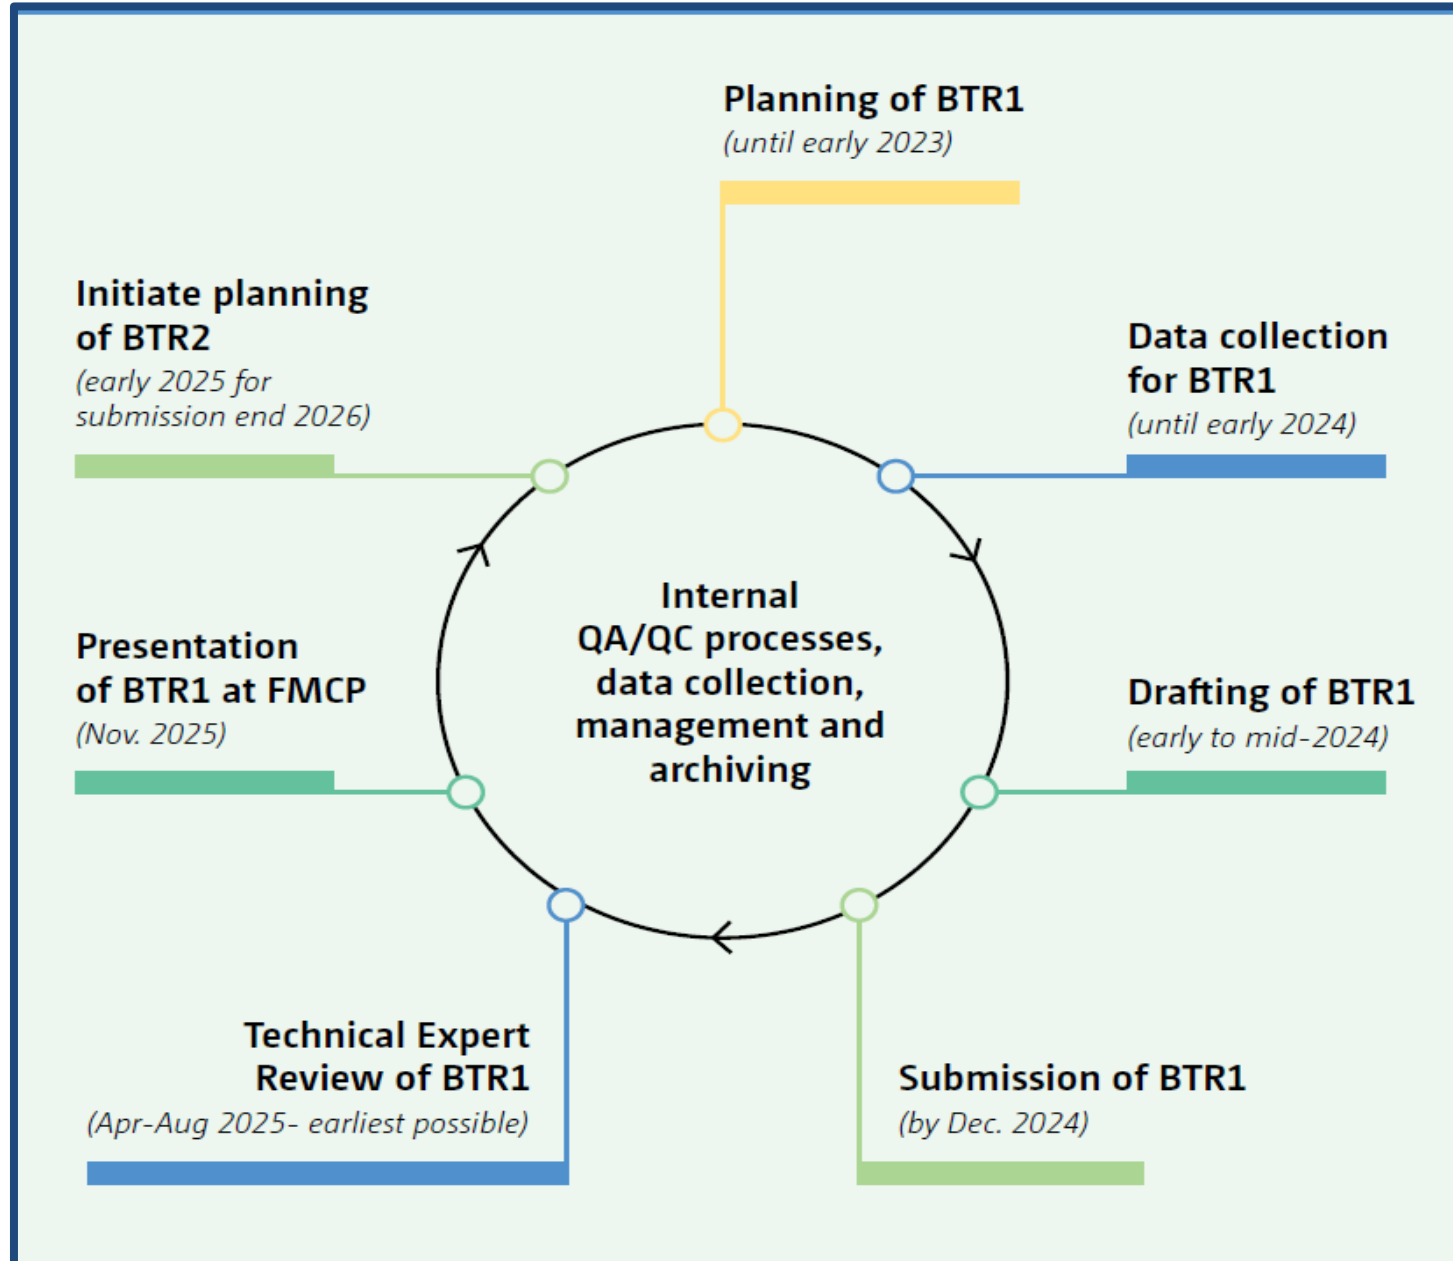 Planning of BTR1
(until early 2023)
Data collection
for BTR1
(until early 2024)
Drafting of BTR1
(early to mid-2024)
Submission of BTR1
(by Dec. 2024)
Technical Expert
Review of BTR1
(Apr-Aug 2025- earliest possible)
Presentation
of BTR1 at FMCP
(Nov. 2025)
Initiate planning
of BTR2
(early 2025 for
submission end 2026)
Internal
QA/QC processes,
data collection,
management and
archiving